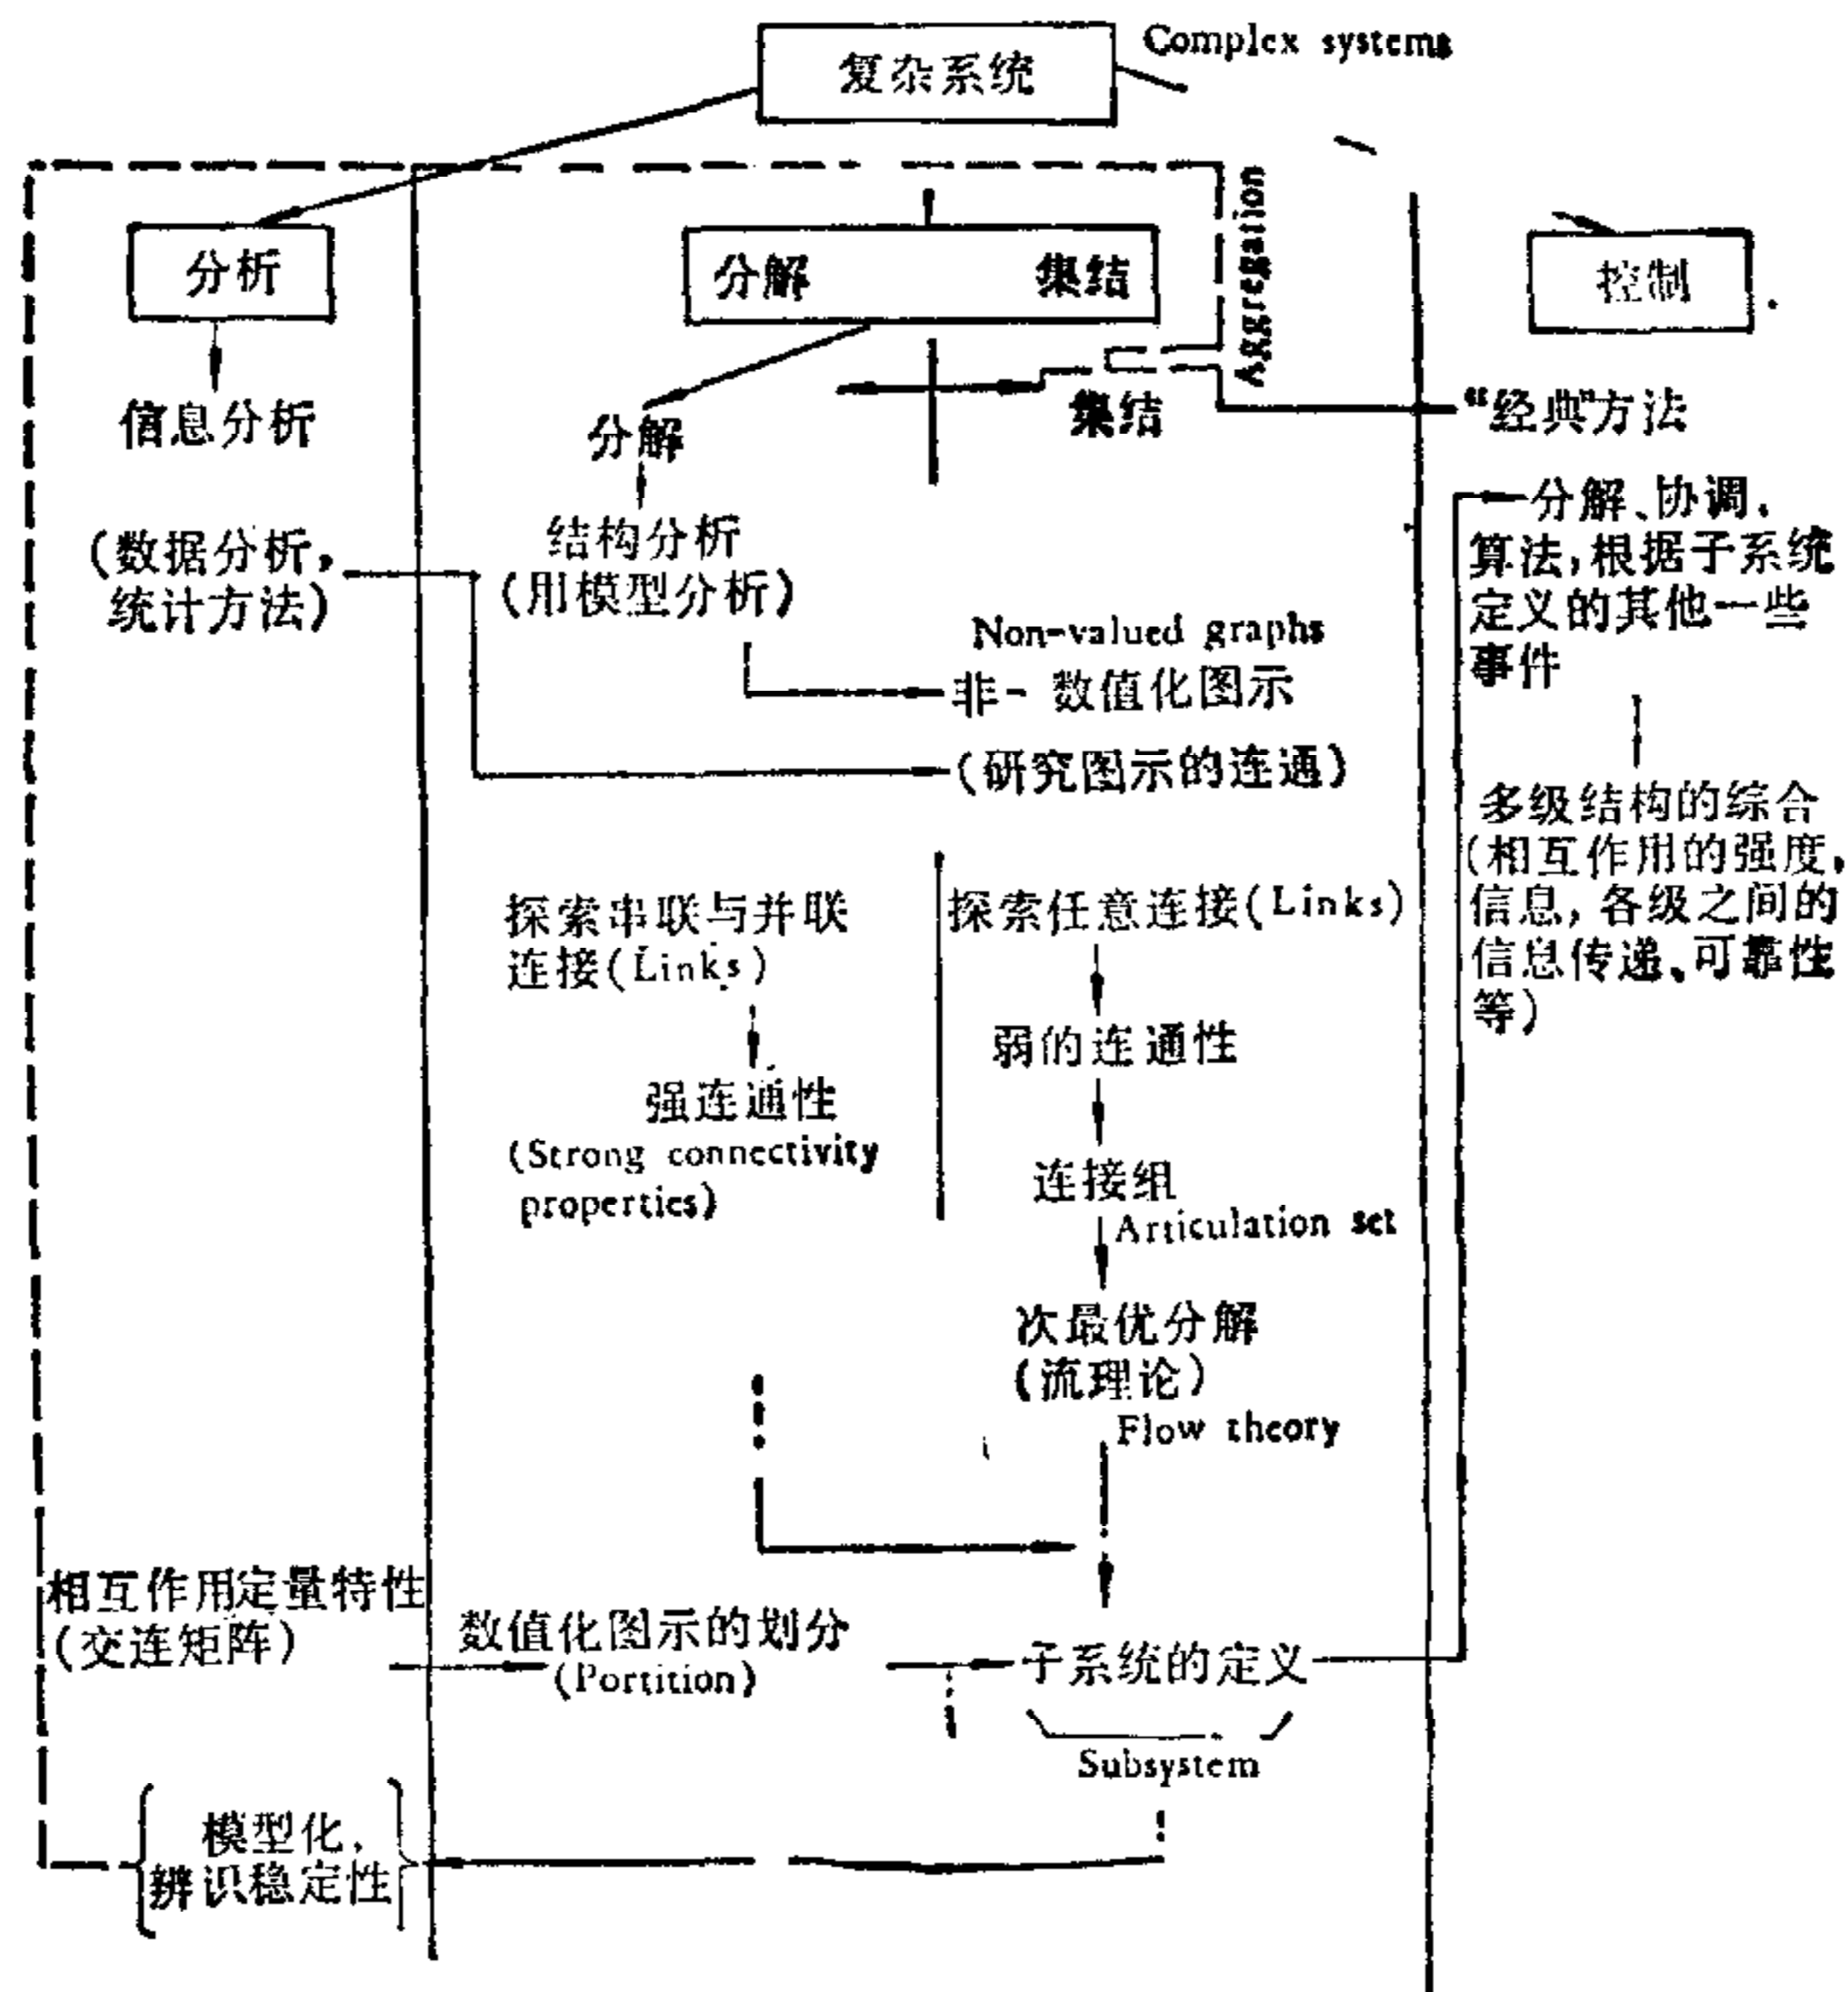 复杂系统
Complex systems
分析
分解 集结
Aggregation
控制
信息分析
分解
集结
“经典”方法
(数据分析,
统计方法)
结构分析
(用模型分析)
分解、协调,
算法,根据子系统
定义的其他一些
事件
Non-valued graphs
非-数值化图示
(研究图示的连通)
多级结构的综合
(相互作用的强度,
信息,各级之间的
信息传递、可靠性
等)
探索串联与并联
连接(Links)
探索任意连接(Links)
强连通性
(Strong connectivity
properties)
弱的连通性
连接组
Articulation set
次最优分解
(流理论)
Flow theory
相互作用定量特性
(交连矩阵)
数值化图示的划分
(Portition)
子系统的定义
Subsystem
模型化,
辨识稳定性